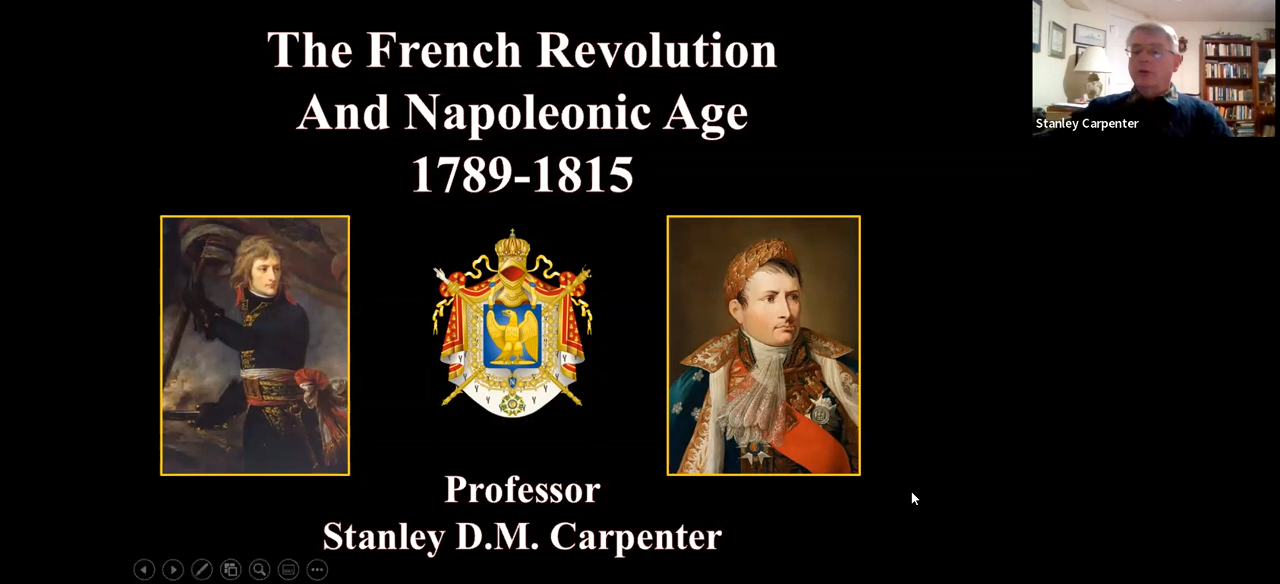 The French Revolution
And Napoleonic Age
1789-1815
Stanley Carpenter
N
Professor
Stanley D.M. Carpenter